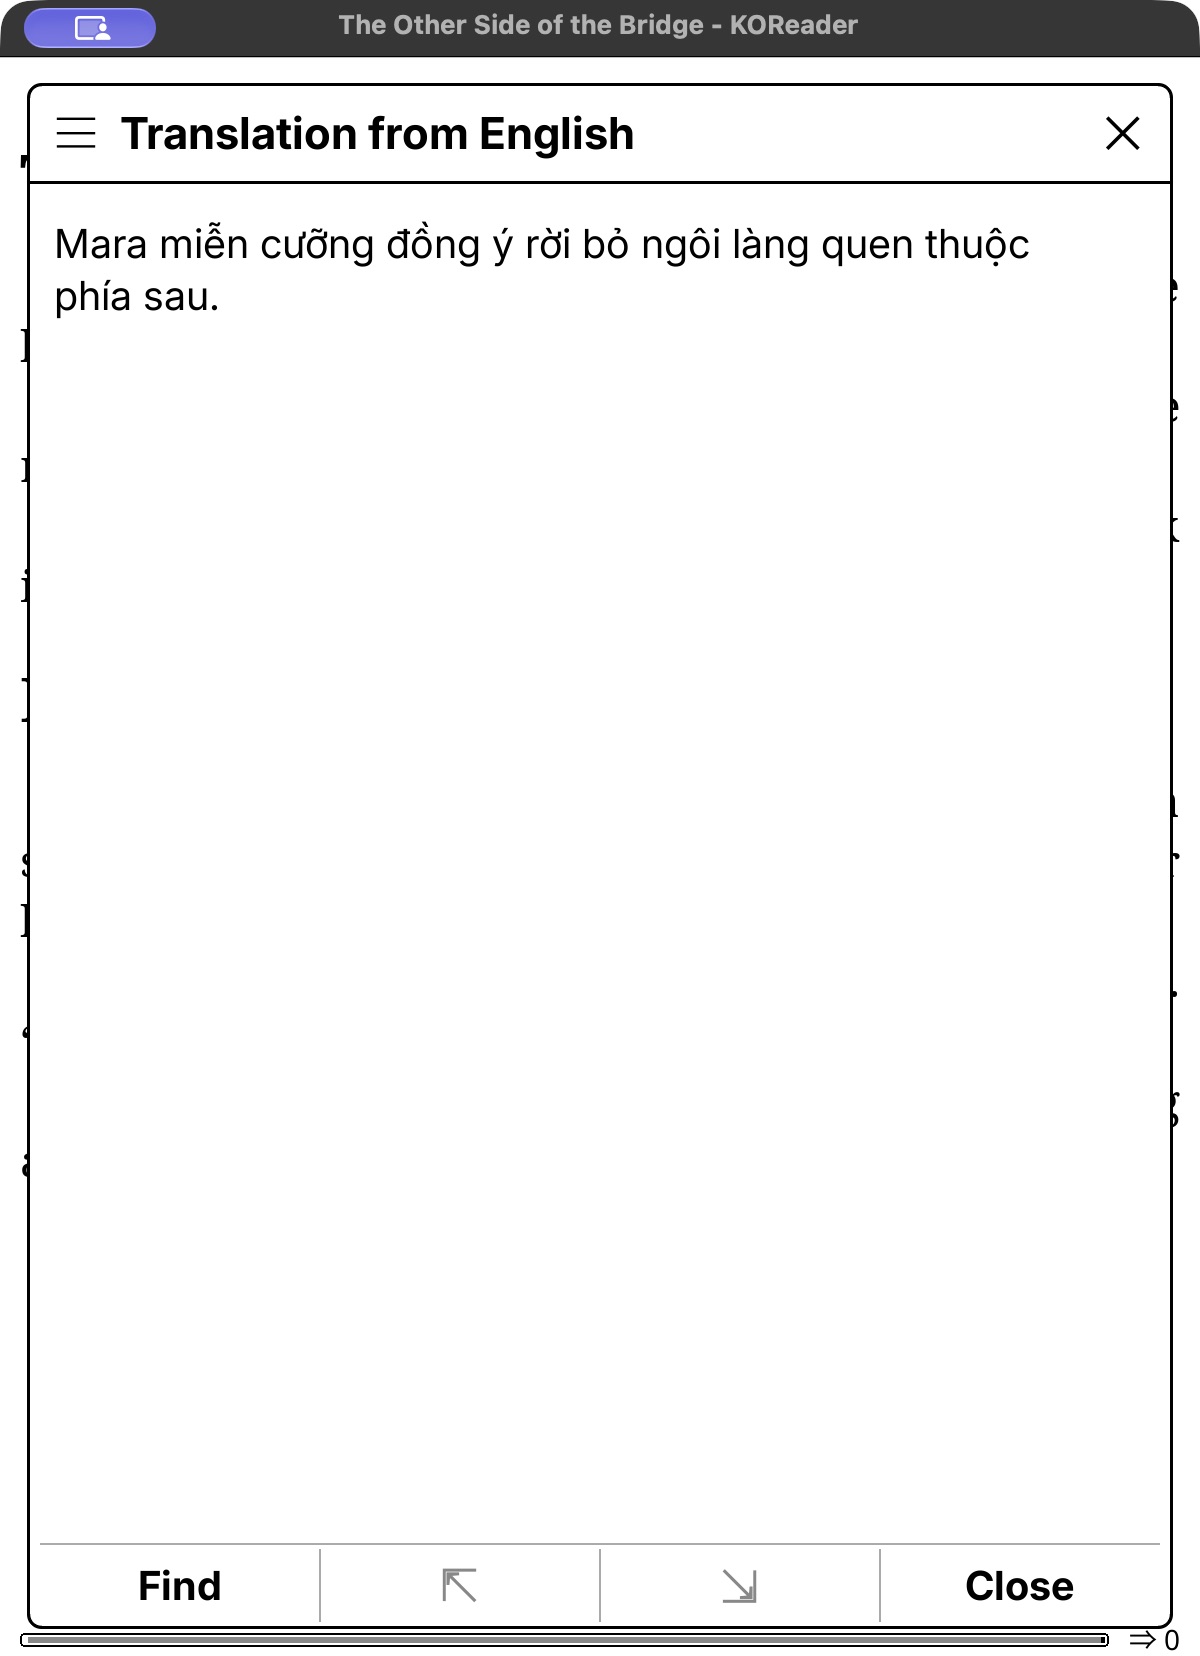 The Other Side of the Bridge - KOReader
Translation from English
Mara miễn cưỡng đồng ý rời bỏ ngôi làng quen thuộc
phía sau.
Find
Close
⇒ 0